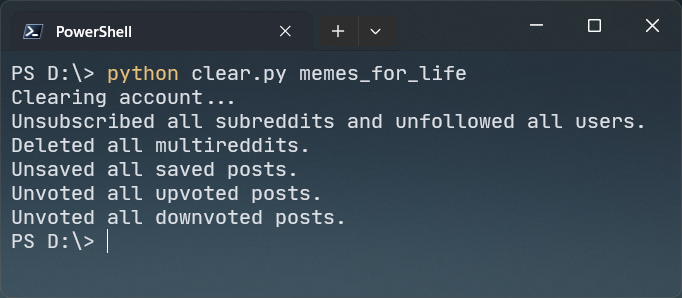 PowerShell
PS D:\> python clear.py memes_for_life
Clearing account...
Unsubscribed all subreddits and unfollowed all users.
Deleted all multireddits.
Unsaved all saved posts.
Unvoted all upvoted posts.
Unvoted all downvoted posts.
PS D:\>